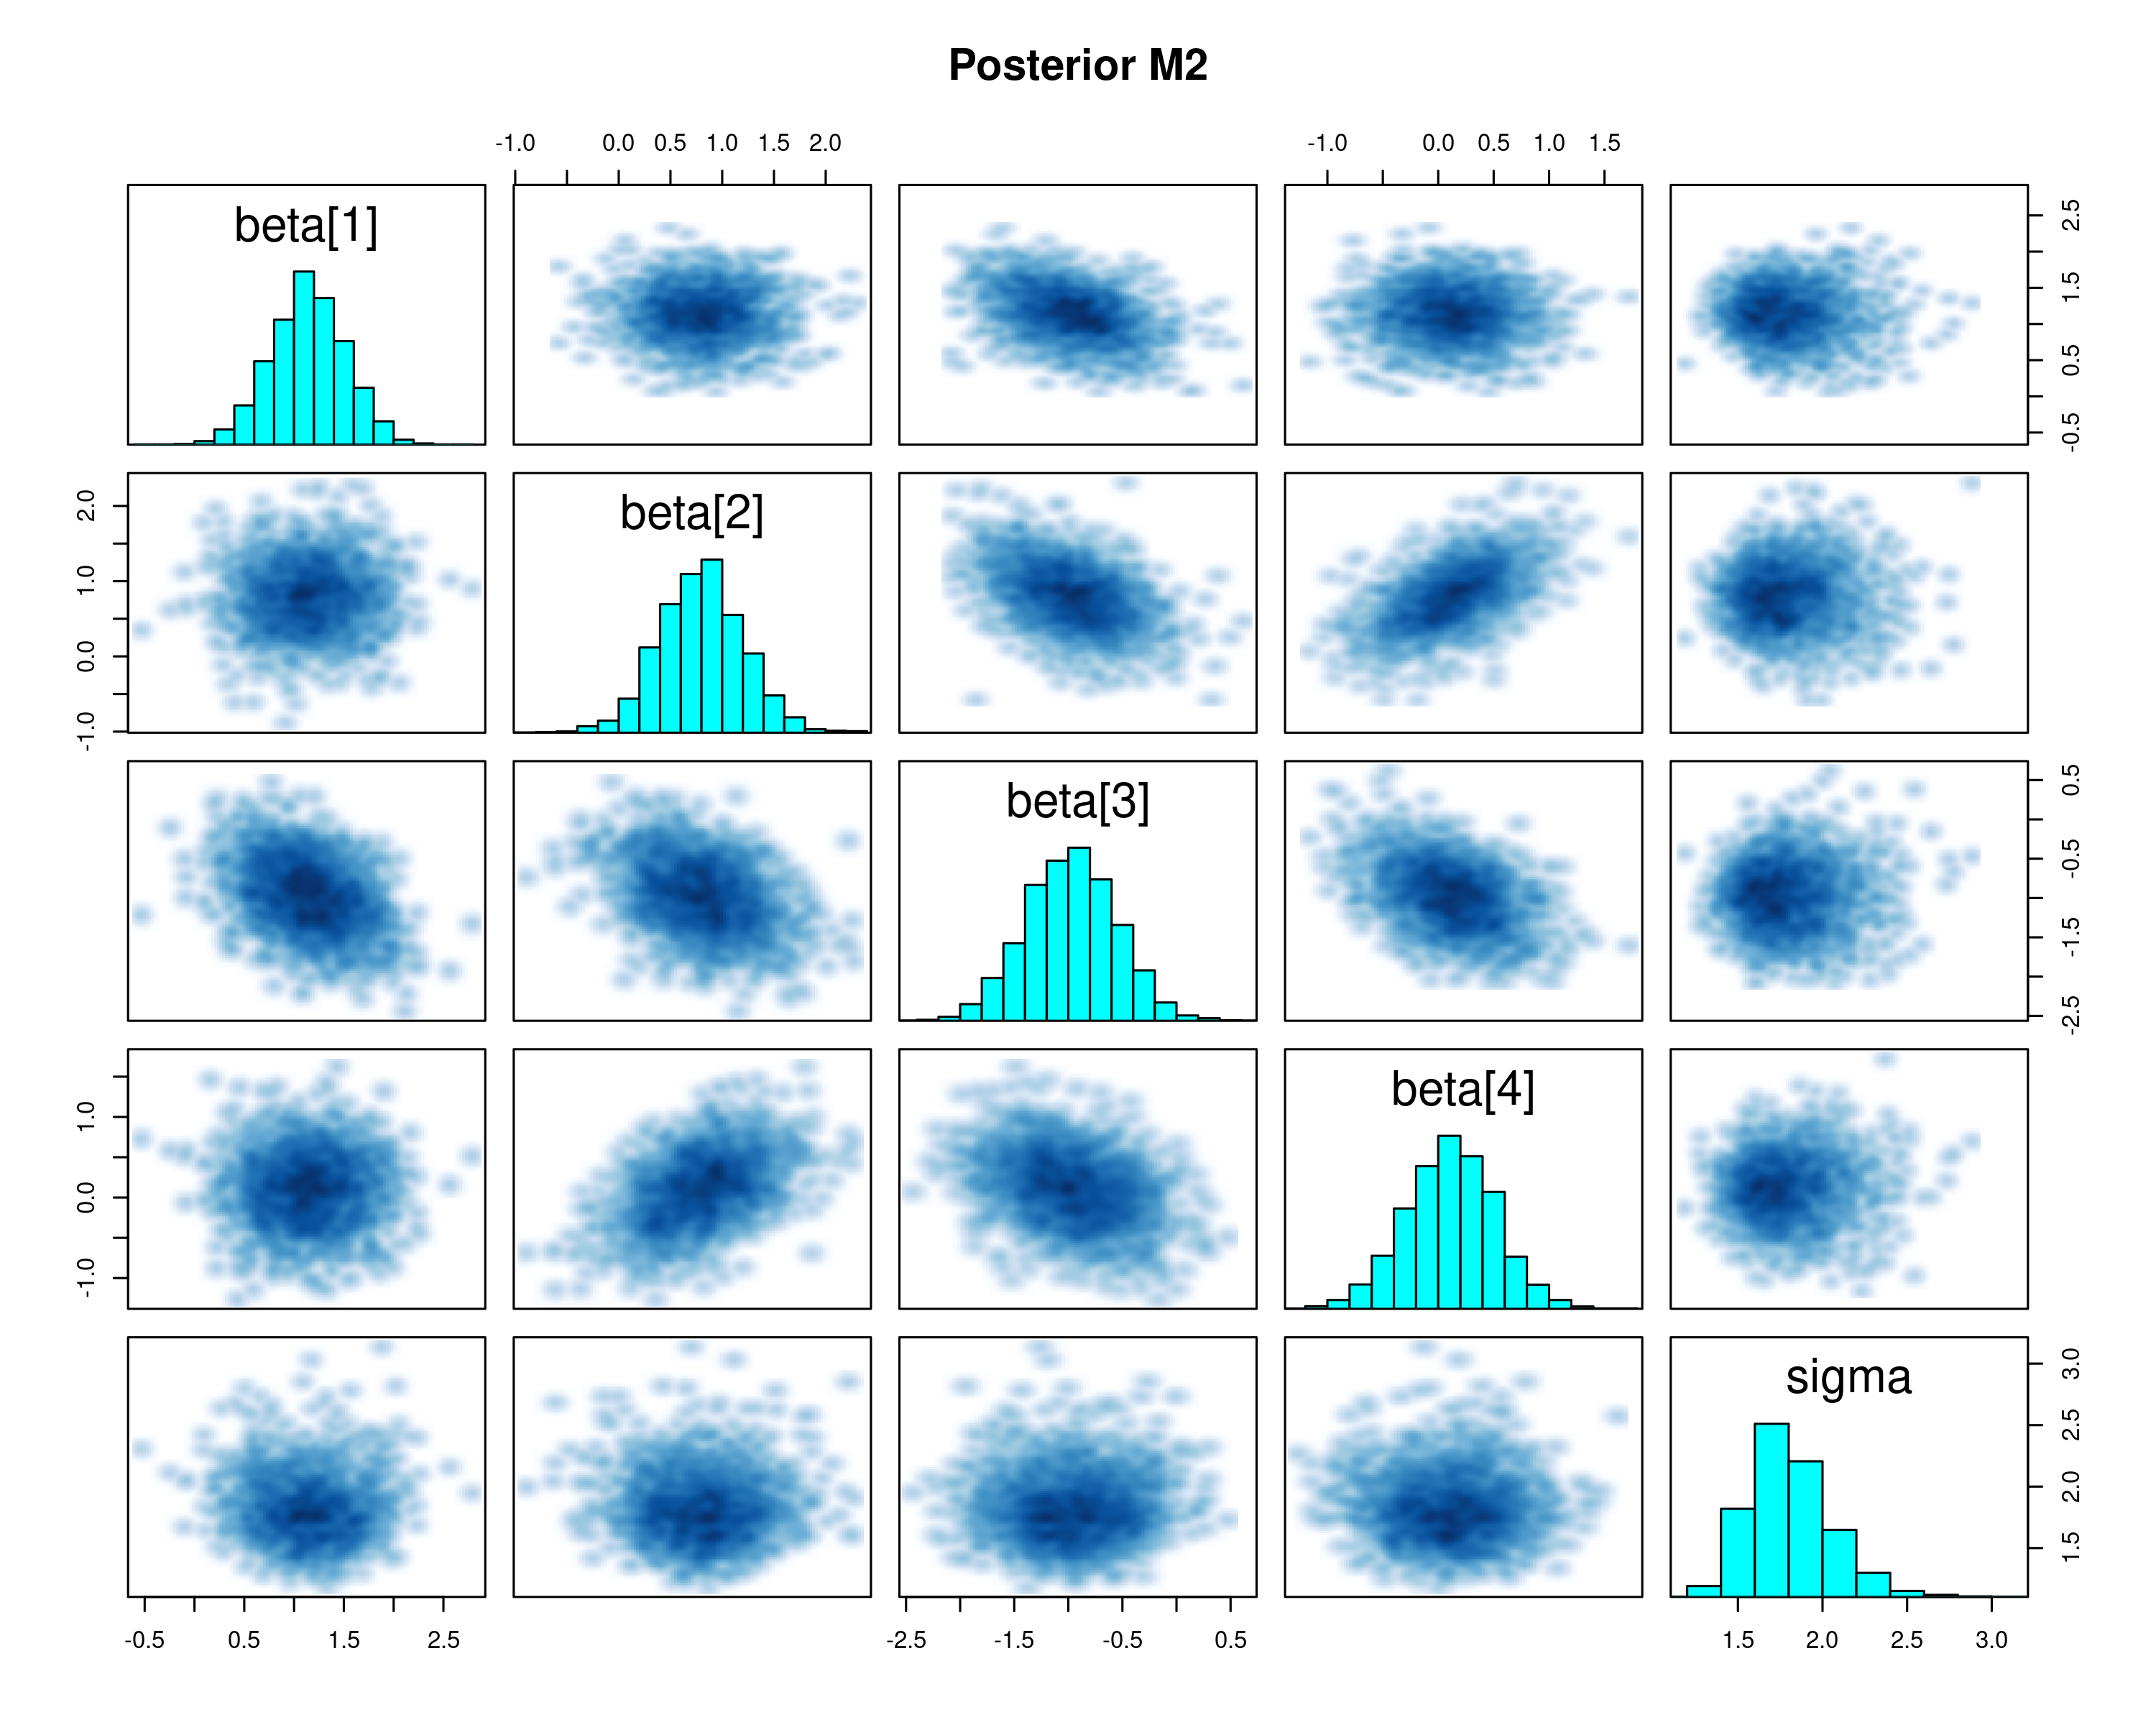 Posterior M2
-1.0 0.0 0.5 1.0 1.5 2.0 -1.0 0.0 0.5 1.0 1.5
beta[1]
-0.5 0.5 1.5 2.5
beta[2]
-1.0 0.0 1.0 2.0
beta[3]
-2.5 -1.5 -0.5 0.5
beta[4]
-1.0 0.0 1.0
sigma
1.5 2.0 2.5 3.0
-0.5 0.5 1.5 2.5 -2.5 -1.5 -0.5 0.5 1.5 2.0 2.5 3.0